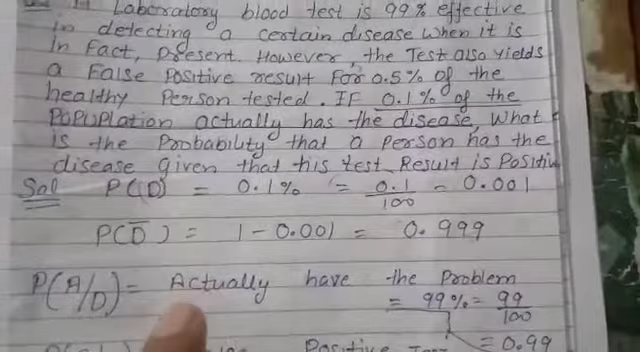 A Laboratory blood test is 99% effective
in detecting a certain disease when it is
in Fact, Present. However, the Test also Yields
a False Positive result For 0.5% of the
healthy Person tested. IF 0.1% of the
Population actually has the disease, What
is the Probability that a person has the
disease given that his test Result is Positiv
Sol P(D) = 0.1% = 0.1/100 = 0.001
P(D̅) = 1 - 0.001 = 0.999
P(A/D) = Actually have the Problem
= 99% = 99/100
= 0.99
Positive